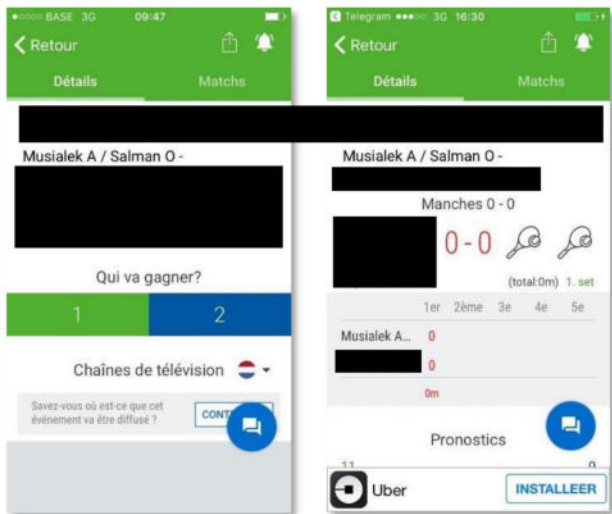 BASE 3G 09:47
Retour
Détails Matchs
Musialek A / Salman O -
Qui va gagner?
1 2
Chaînes de télévision
Savez-vous où est-ce que cet
événement va être diffusé ?
CONT
Telegram 3G 16:30
Retour
Détails Matchs
Musialek A / Salman O -
Manches 0 - 0
0 - 0
(total:0m) 1. set
1er 2ème 3e 4e 5e
Musialek A... 0
0
0m
Pronostics
11 0
Uber INSTALLEER